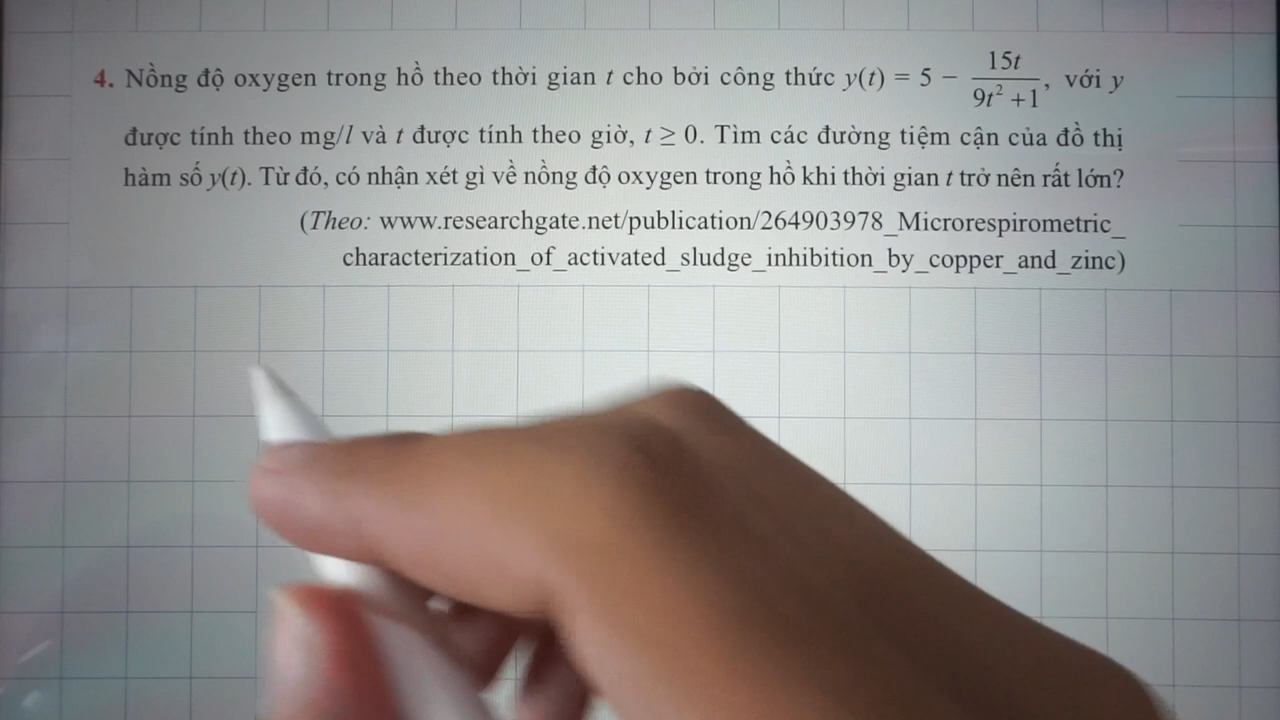 4. Nồng độ oxygen trong hồ theo thời gian t cho bởi công thức y(t) = 5 − 15t / (9t² + 1), với y
được tính theo mg/l và t được tính theo giờ, t ≥ 0. Tìm các đường tiệm cận của đồ thị
hàm số y(t). Từ đó, có nhận xét gì về nồng độ oxygen trong hồ khi thời gian t trở nên rất lớn?
(Theo: www.researchgate.net/publication/264903978_Microrespirometric_
characterization_of_activated_sludge_inhibition_by_copper_and_zinc)